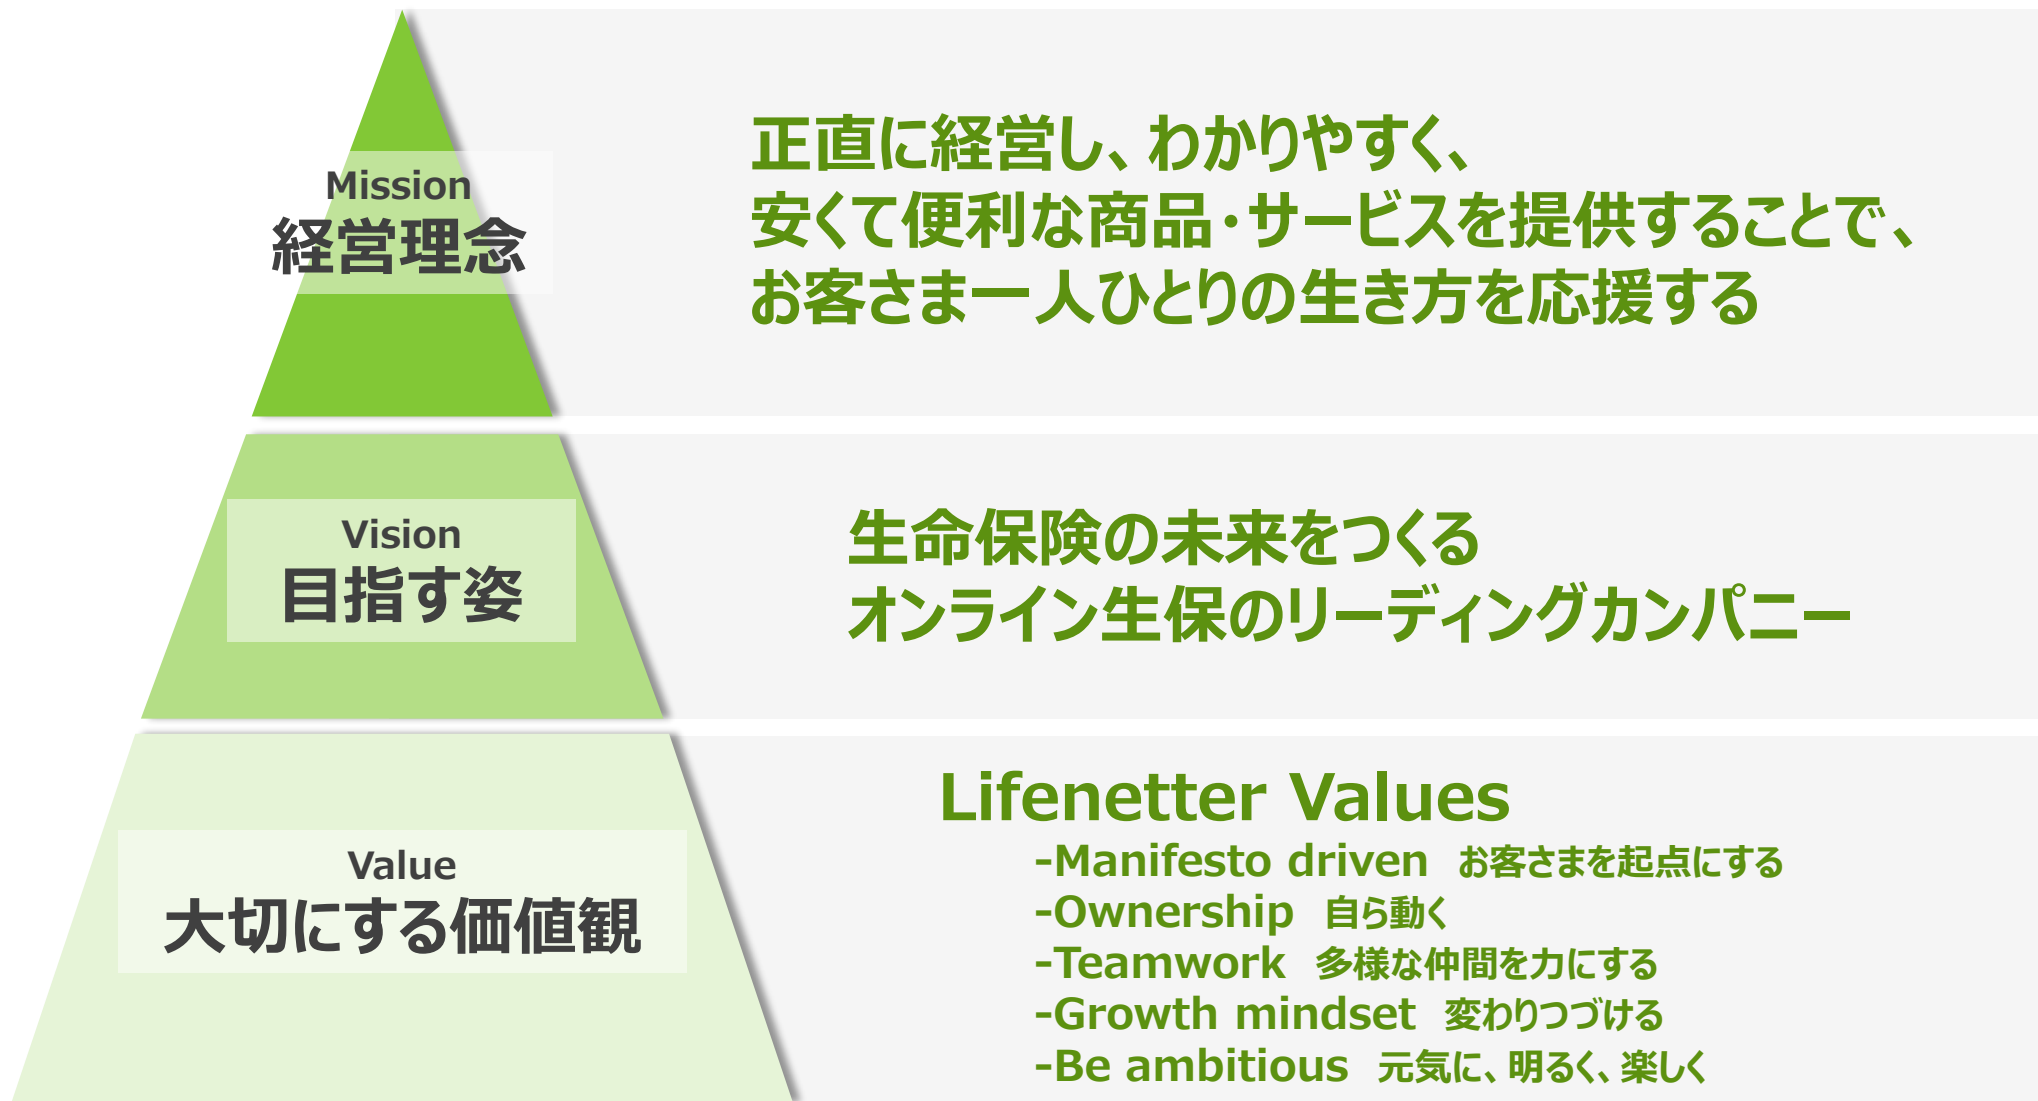 Mission
経営理念
正直に経営し、わかりやすく、
安くて便利な商品・サービスを提供することで、
お客さま一人ひとりの生き方を応援する
Vision
目指す姿
生命保険の未来をつくる
オンライン生保のリーディングカンパニー
Value
大切にする価値観
Lifenetter Values
-Manifesto driven お客さまを起点にする
-Ownership 自ら動く
-Teamwork 多様な仲間を力にする
-Growth mindset 変わりつづける
-Be ambitious 元気に、明るく、楽しく